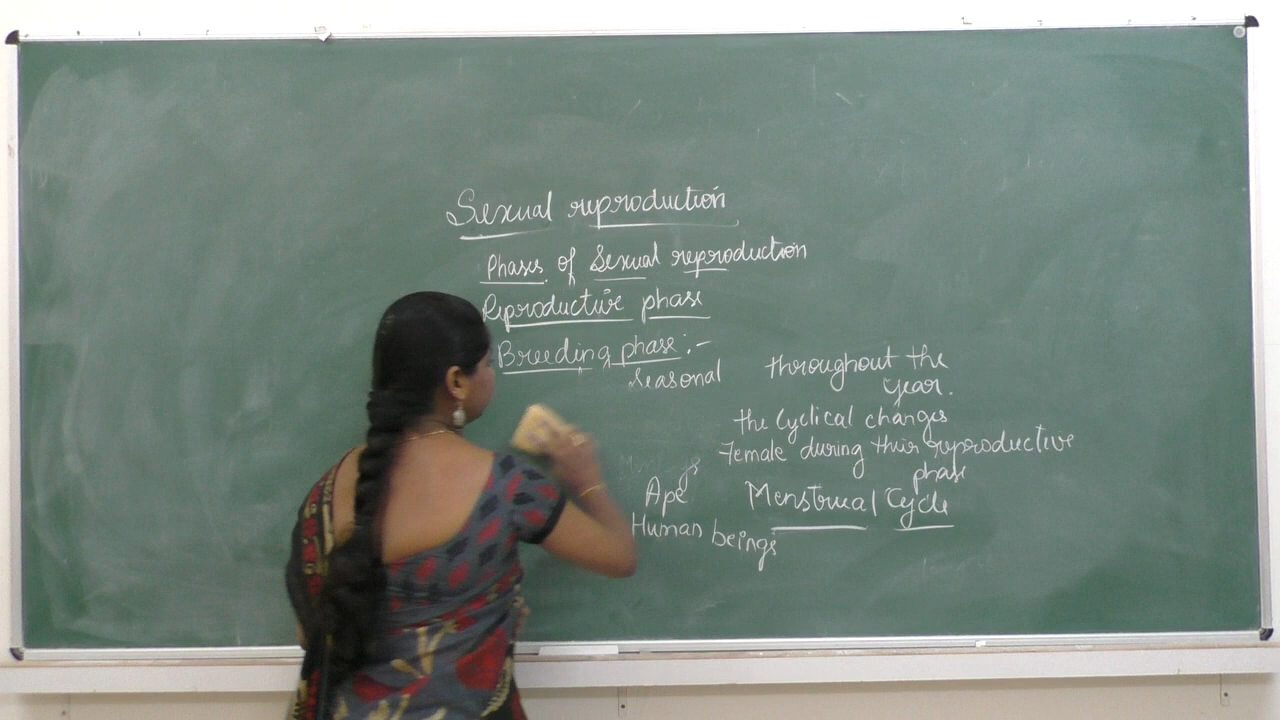 Sexual reproduction
Phases of Sexual reproduction
Reproductive phase
Breeding phase :-
Seasonal
throughout the
year.
the Cyclical changes
Female during their reproductive
phase
Ape
Menstrual Cycle
Human beings